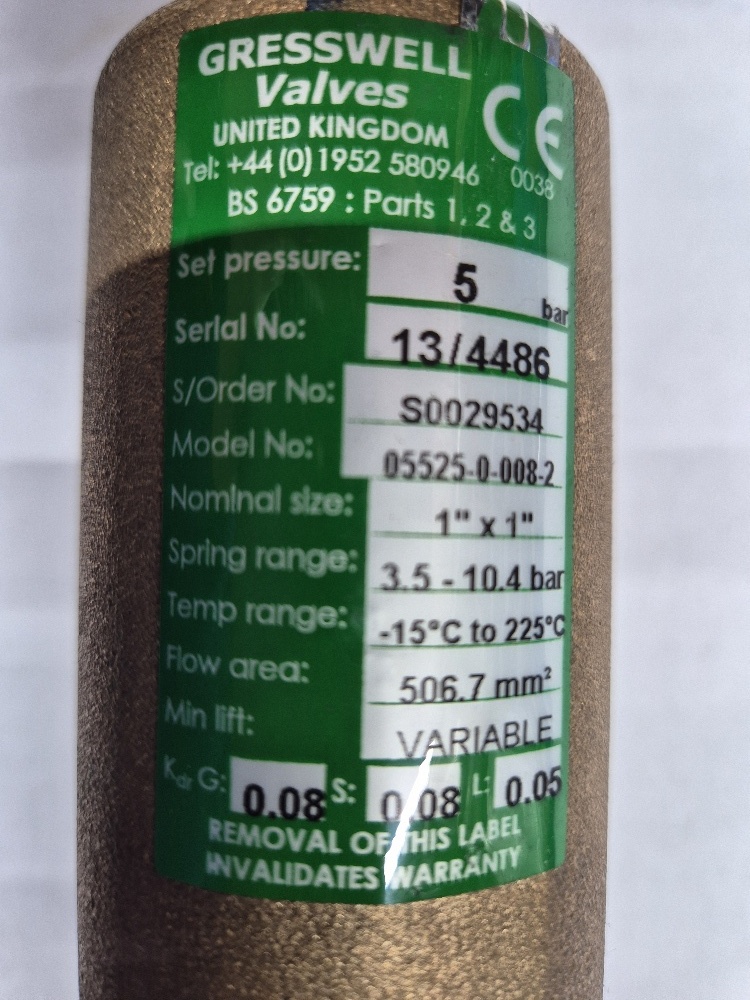 GRESSWELL
Valves
UNITED KINGDOM
CE
Tel: +44 (0) 1952 580946 0038
BS 6759 : Parts 1, 2 & 3
Set pressure: 5 bar
Serial No: 13/4486
S/Order No: S0029534
Model No: 05525-0-008-2
Nominal size: 1" x 1"
Spring range: 3.5 - 10.4 bar
Temp range: -15°C to 225°C
Flow area: 506.7 mm²
Min lift: VARIABLE
Kdr G: 0.08 S: 0.08 L: 0.05
REMOVAL OF THIS LABEL
INVALIDATES WARRANTY